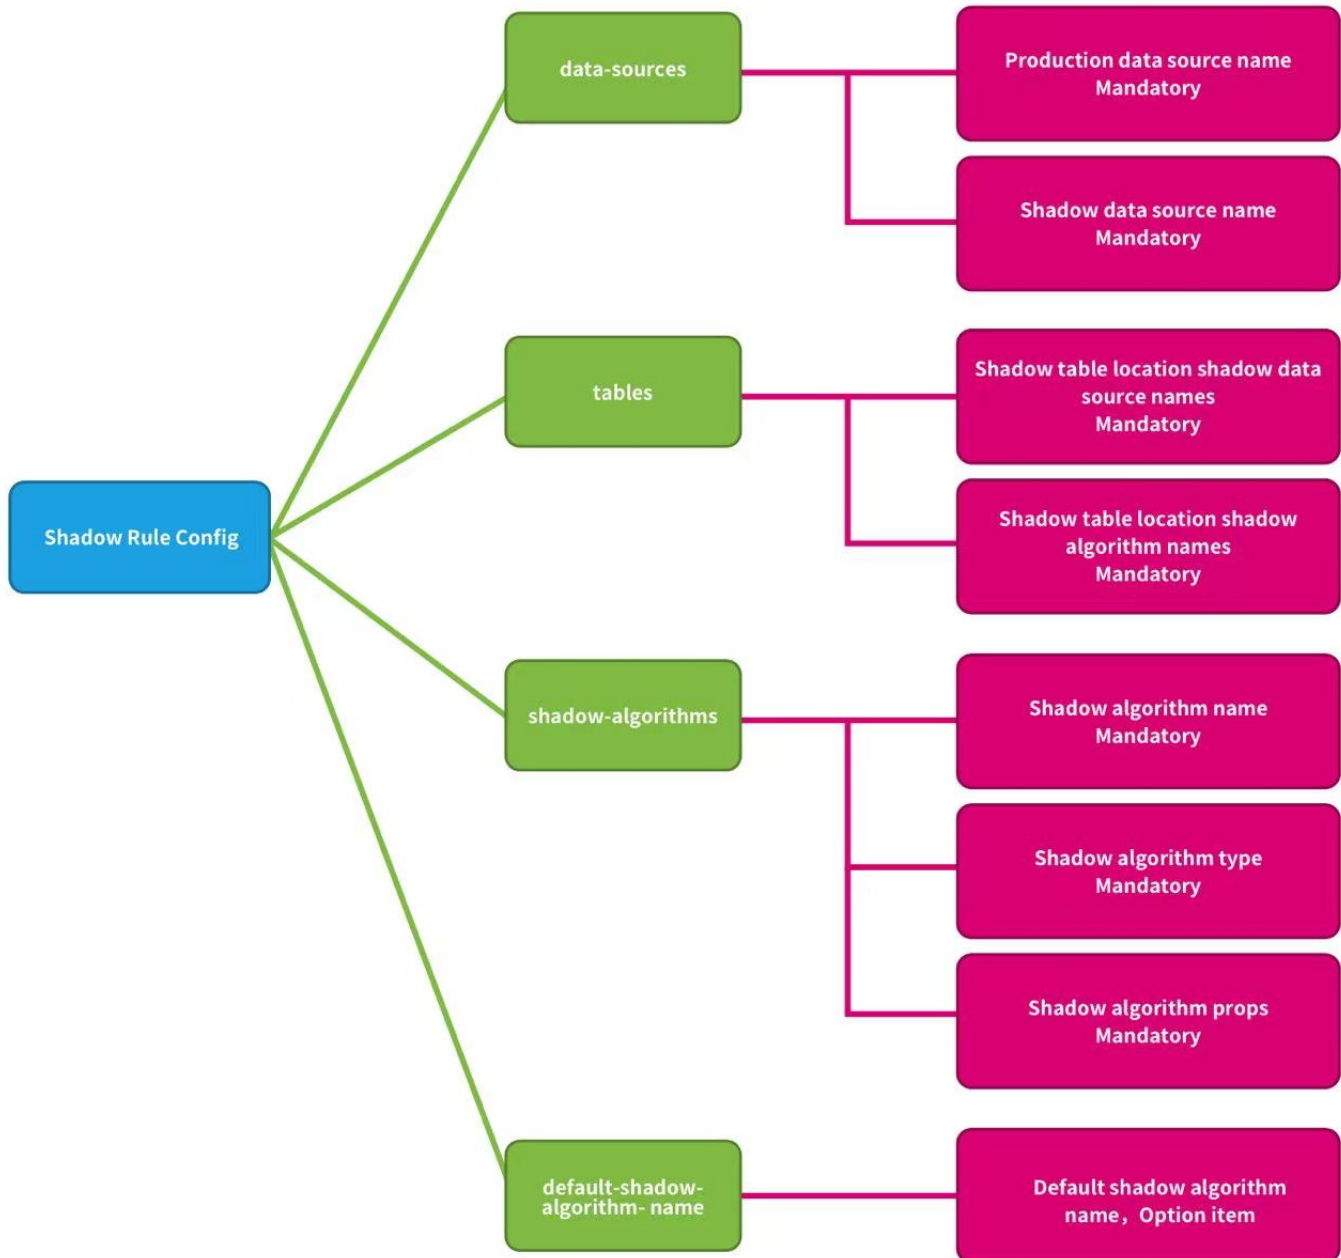 Shadow Rule Config
data-sources
Production data source name
Mandatory
Shadow data source name
Mandatory
tables
Shadow table location shadow data
source names
Mandatory
Shadow table location shadow
algorithm names
Mandatory
shadow-algorithms
Shadow algorithm name
Mandatory
Shadow algorithm type
Mandatory
Shadow algorithm props
Mandatory
default-shadow-
algorithm- name
Default shadow algorithm
name，Option item